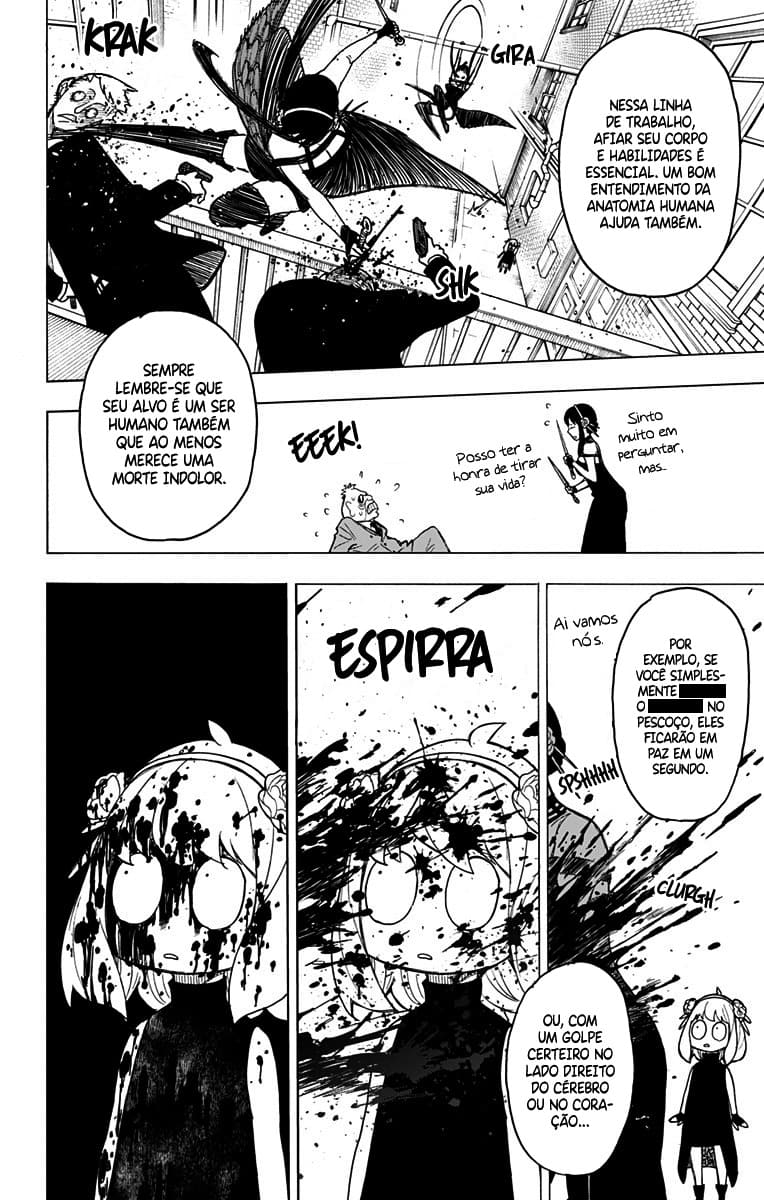 KRAK
GIRA
NESSA LINHA
DE TRABALHO,
AFIAR SEU CORPO
E HABILIDADES É
ESSENCIAL. UM BOM
ENTENDIMENTO DA
ANATOMIA HUMANA
AJUDA TAMBÉM.
SHK
SEMPRE
LEMBRE-SE QUE
SEU ALVO É UM SER
HUMANO TAMBÉM
QUE AO MENOS
MERECE UMA
MORTE INDOLOR.
EEEK!
Sinto
muito em
perguntar,
mas..
Posso ter a
honra de tirar
sua vida?
Ai vamos
nós.
POR
EXEMPLO, SE
VOCÊ SIMPLES-
MENTE
O NO
PESCOÇO, ELES
FICARÃO EM
PAZ EM UM
SEGUNDO.
SPSHHHH
CLURGH
OU, COM
UM GOLPE
CERTEIRO NO
LADO DIREITO
DO CÉREBRO
OU NO CORA-
ÇÃO...
ESPIRRA